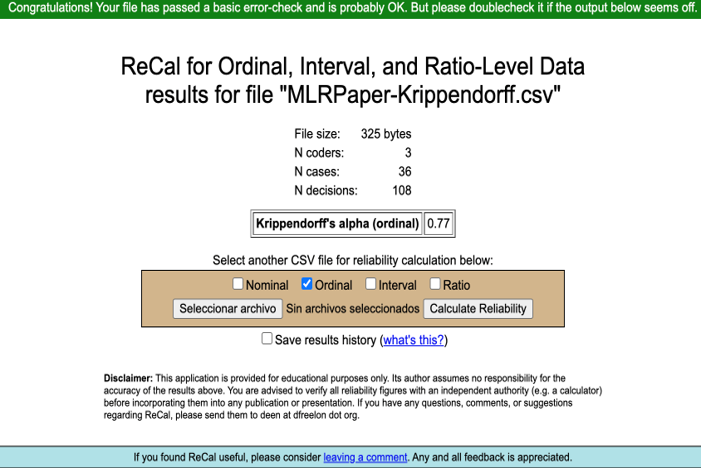 Congratulations! Your file has passed a basic error-check and is probably OK. But please doublecheck it if the output below seems off.
ReCal for Ordinal, Interval, and Ratio-Level Data
results for file "MLRPaper-Krippendorff.csv"
File size: 325 bytes
N coders: 3
N cases: 36
N decisions: 108
Krippendorff's alpha (ordinal) 0.77
Select another CSV file for reliability calculation below:
Nominal Ordinal Interval Ratio
Seleccionar archivo Sin archivos seleccionados Calculate Reliability
Save results history (what's this?)
Disclaimer: This application is provided for educational purposes only. Its author assumes no responsibility for the
accuracy of the results above. You are advised to verify all reliability figures with an independent authority (e.g. a calculator)
before incorporating them into any publication or presentation. If you have any questions, comments, or suggestions
regarding ReCal, please send them to deen at dfreelon dot org.
If you found ReCal useful, please consider leaving a comment. Any and all feedback is appreciated.